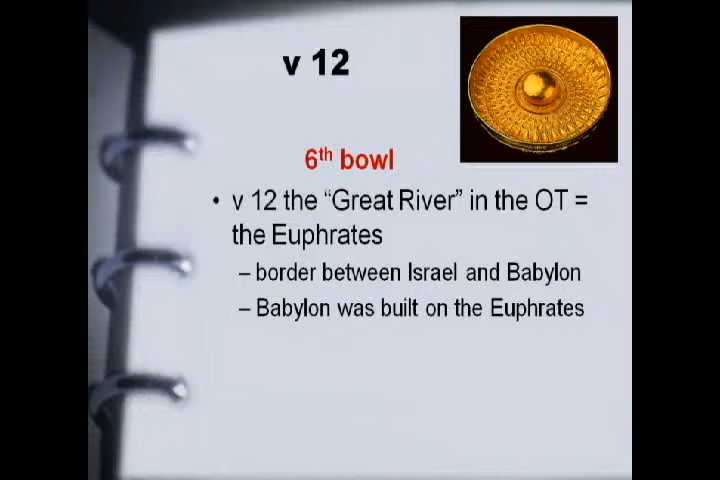 v 12
6th bowl
• v 12 the “Great River” in the OT =
the Euphrates
– border between Israel and Babylon
– Babylon was built on the Euphrates